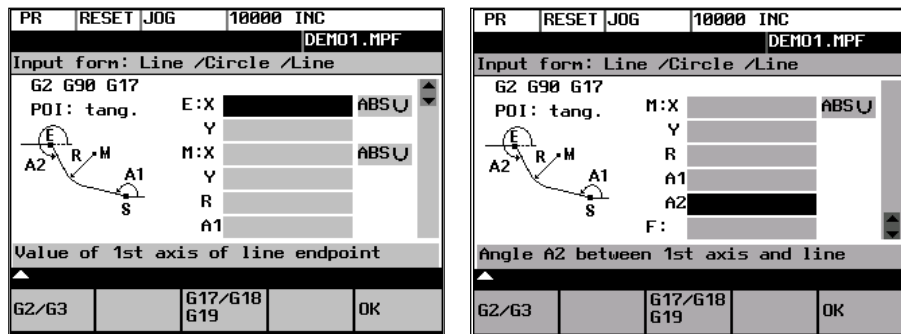 PR RESET JOG 10000 INC
DEMO1.MPF
Input form: Line /Circle /Line
G2 G90 G17
POI: tang.
E:X ABS
Y
M:X ABS
Y
R
A1
E
R M
A2 A1
S
Value of 1st axis of line endpoint
G2/G3 G17/G18 G19 OK
PR RESET JOG 10000 INC
DEMO1.MPF
Input form: Line /Circle /Line
G2 G90 G17
POI: tang.
M:X ABS
Y
R
A1
A2
F:
E
R M
A2 A1
S
Angle A2 between 1st axis and line
G2/G3 G17/G18 G19 OK